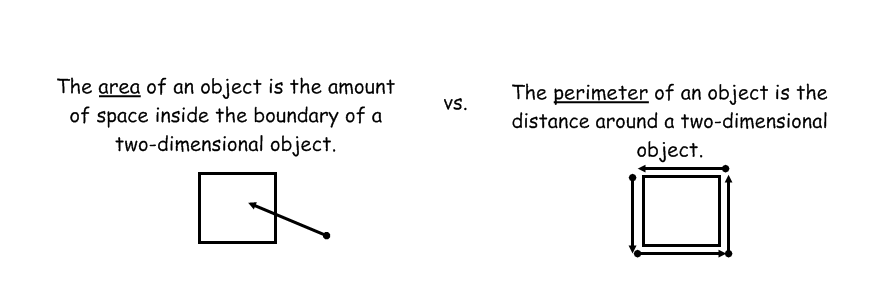 The area of an object is the amount
of space inside the boundary of a
two-dimensional object.
vs.
The perimeter of an object is the
distance around a two-dimensional
object.